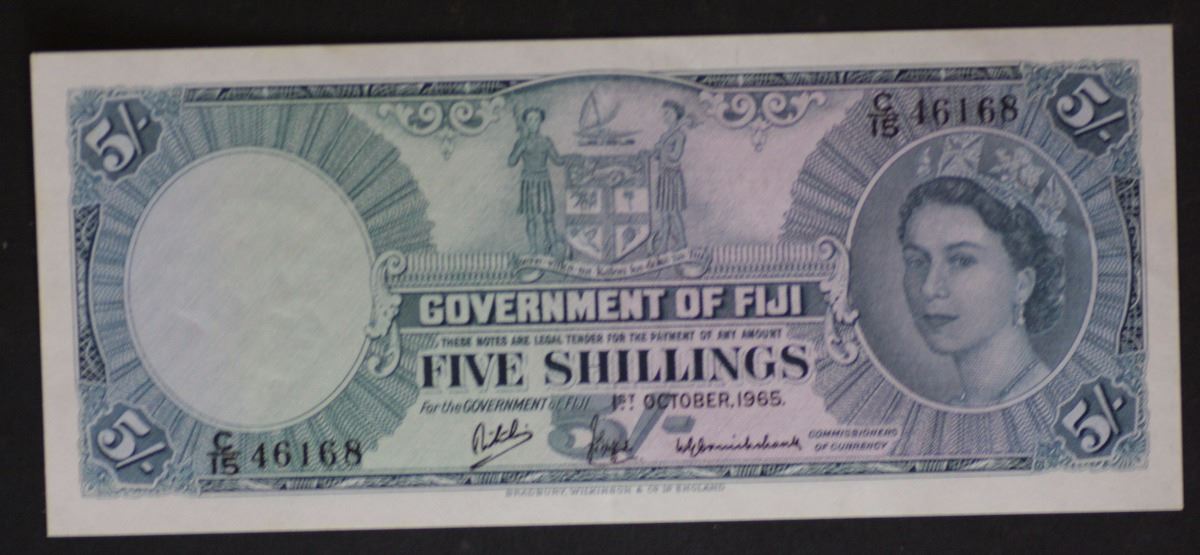 5/-
5/-
C/15 46168
GOVERNMENT OF FIJI
THESE NOTES ARE LEGAL TENDER FOR THE PAYMENT OF ANY AMOUNT
FIVE SHILLINGS
For the GOVERNMENT of FIJI 1ST OCTOBER, 1965.
5/-
COMMISSIONERS
OF CURRENCY
C/15 46168
5/-
5/-
BRADBURY, WILKINSON & Co Ld ENGLAND